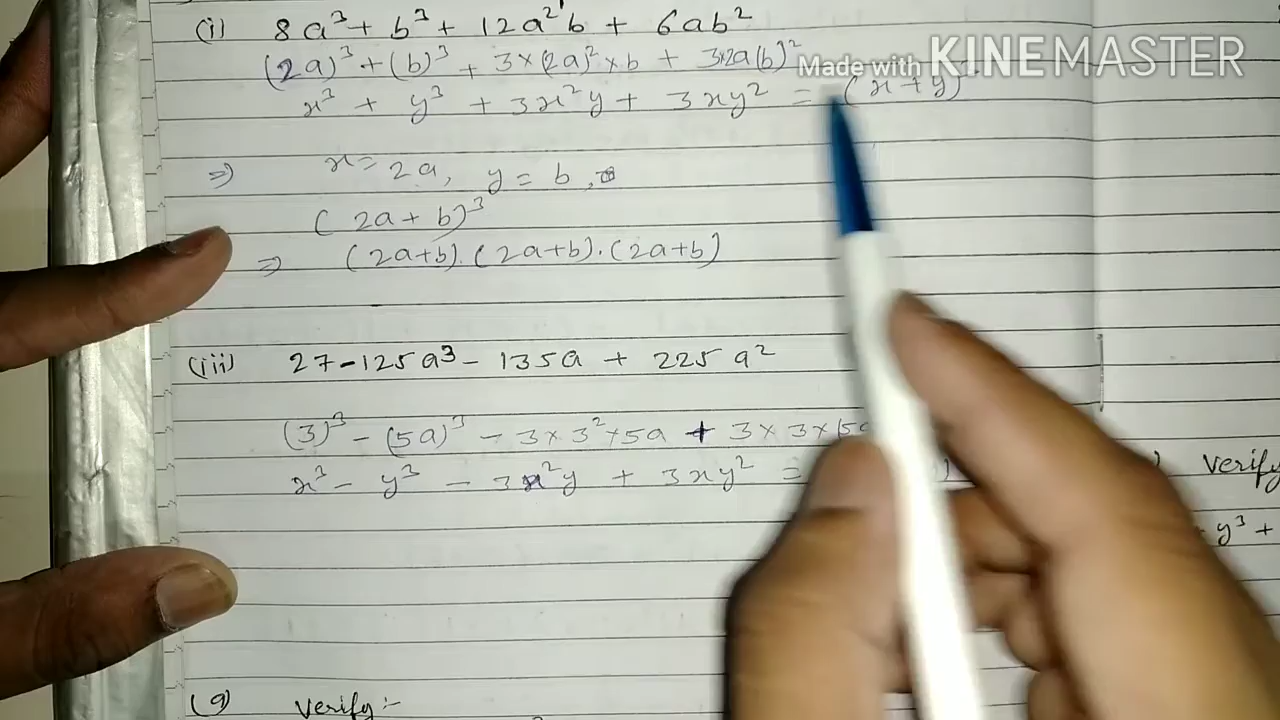 (i) 8a³ + b³ + 12a²b + 6ab²
(2a)³ + (b)³ + 3×(2a)²×b + 3×2a(b)²
Made with KINEMASTER
x³ + y³ + 3x²y + 3xy² = (x+y)
⇒ x = 2a, y = b,
(2a + b)³
⇒ (2a+b).(2a+b).(2a+b)
(iii) 27 - 125a³ - 135a + 225a²
(3)³ - (5a)³ - 3×3²×5a + 3×3×(5a
x³ - y³ - 3x²y + 3xy² =
) Verify
y³ +
(9) Verify:-